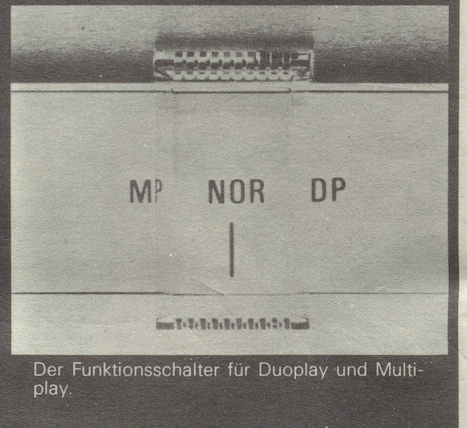 MP NOR DP
Der Funktionsschalter für Duoplay und Multi-
play.